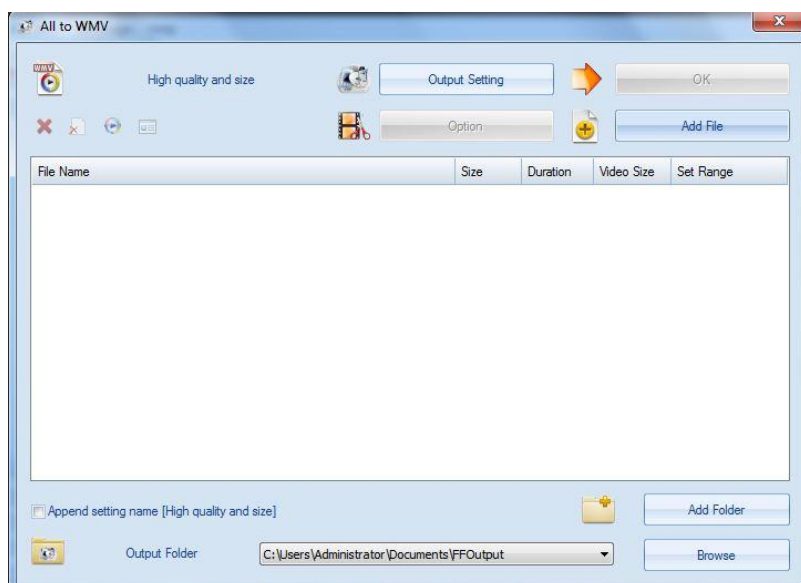 All to WMV
WMV
High quality and size
Output Setting
OK
Option
Add File
File Name Size Duration Video Size Set Range
Append setting name [High quality and size]
Add Folder
Output Folder
C:\Users\Administrator\Documents\FFOutput
Browse